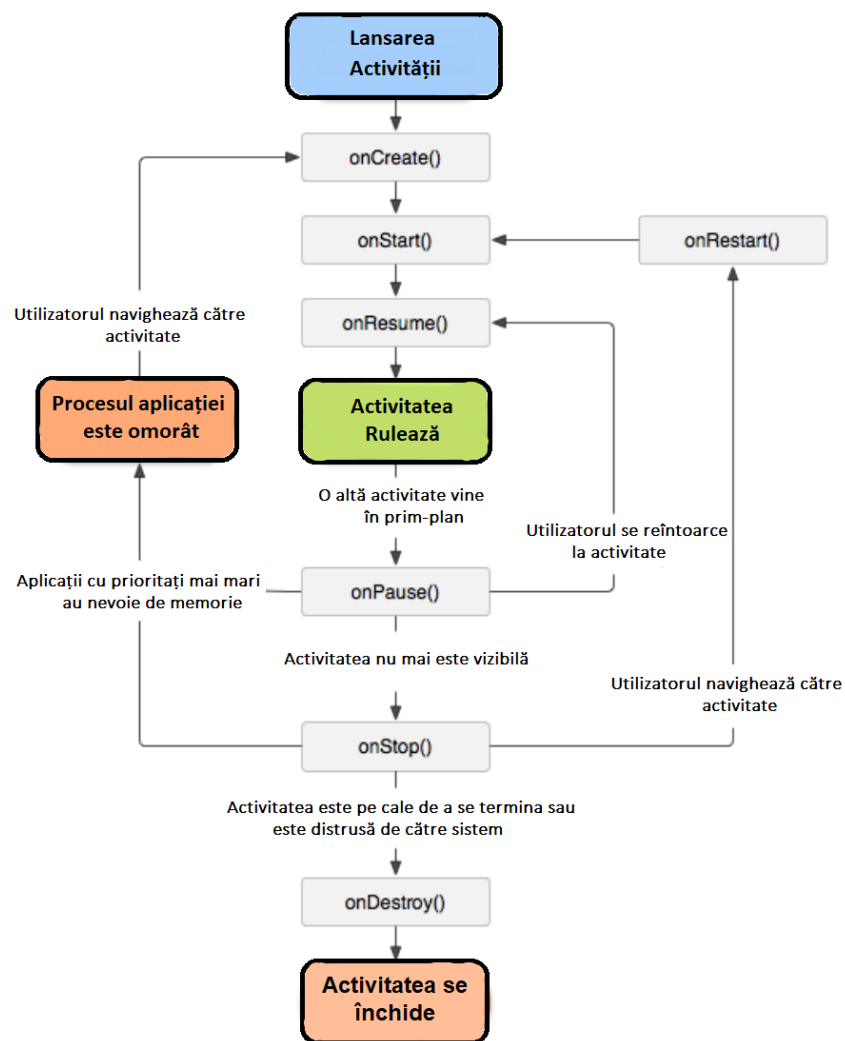 Lansarea
Activității
onCreate()
onStart()
onRestart()
onResume()
Utilizatorul navighează către
activitate
Procesul aplicației
este omorât
Activitatea
Rulează
O altă activitate vine
în prim-plan
Utilizatorul se reîntoarce
la activitate
Aplicații cu prioritați mai mari
au nevoie de memorie
onPause()
Activitatea nu mai este vizibilă
Utilizatorul navighează către
activitate
onStop()
Activitatea este pe cale de a se termina sau
este distrusă de către sistem
onDestroy()
Activitatea se
închide